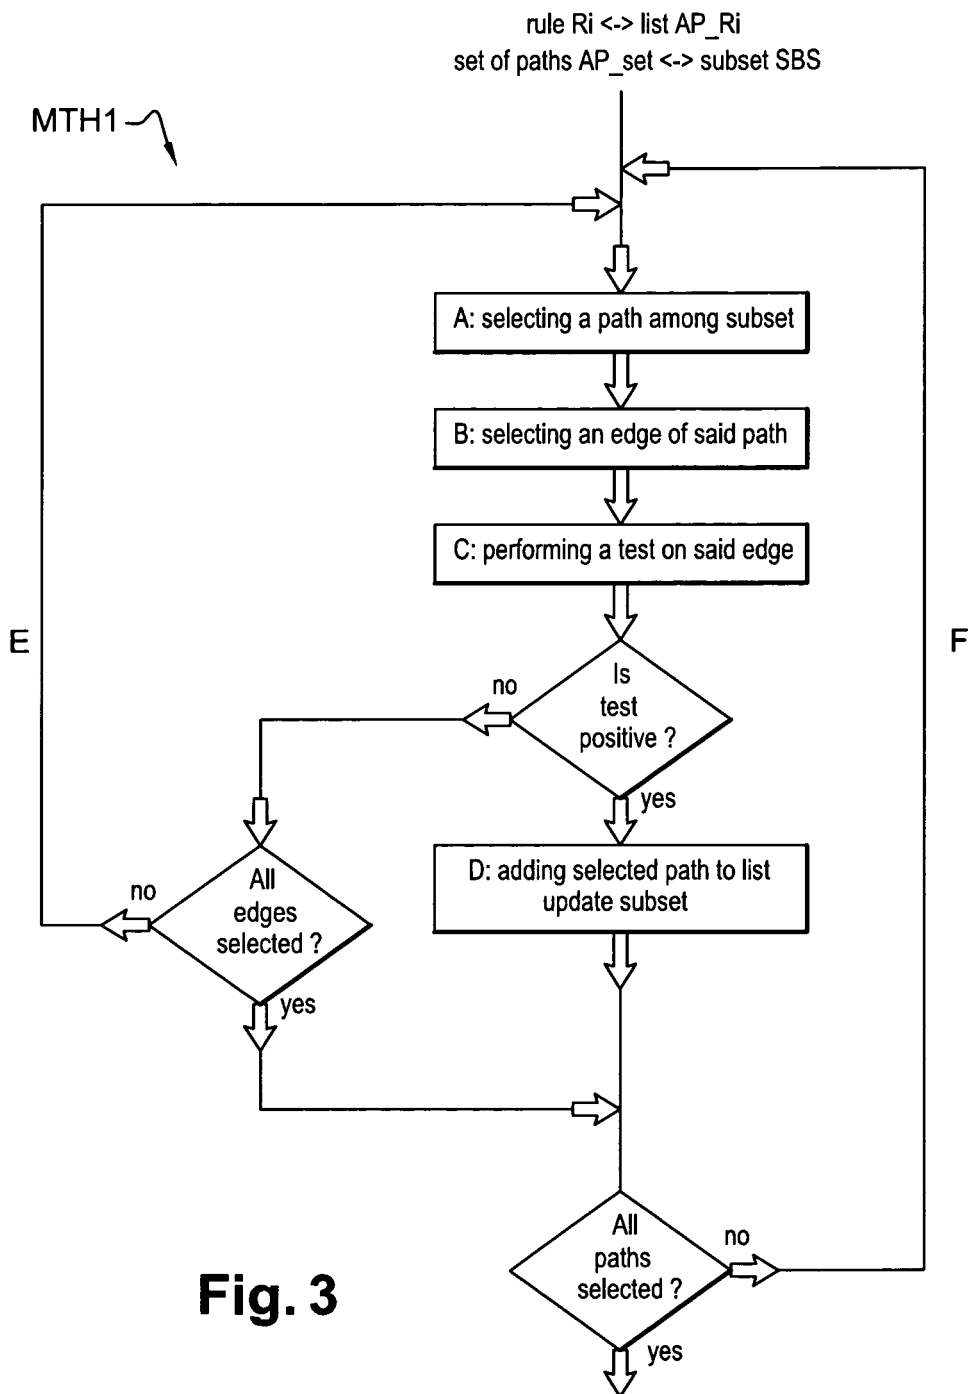 rule Ri <-> list AP_Ri
set of paths AP_set <-> subset SBS
MTH1
A: selecting a path among subset
B: selecting an edge of said path
C: performing a test on said edge
E
F
Is
test
positive ?
no
yes
D: adding selected path to list
update subset
All
edges
selected ?
no
yes
All
paths
selected ?
no
yes
Fig. 3